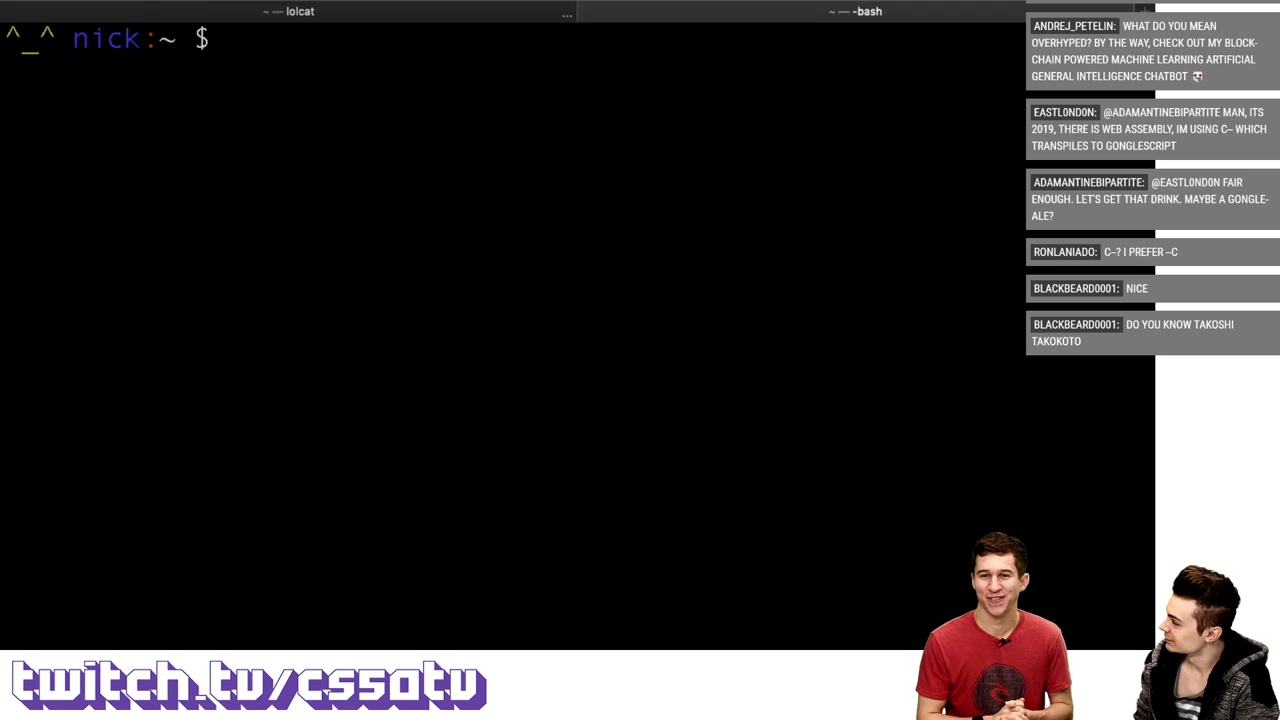 ~ — lolcat
...
~ — -bash
^_^ nick:~ $
ANDREJ_PETELIN: WHAT DO YOU MEAN
OVERHYPED? BY THE WAY, CHECK OUT MY BLOCK-
CHAIN POWERED MACHINE LEARNING ARTIFICIAL
GENERAL INTELLIGENCE CHATBOT
EASTL0ND0N: @ADAMANTINEBIPARTITE MAN, ITS
2019, THERE IS WEB ASSEMBLY, IM USING C-- WHICH
TRANSPILES TO GONGLESCRIPT
ADAMANTINEBIPARTITE: @EASTL0ND0N FAIR
ENOUGH. LET'S GET THAT DRINK. MAYBE A GONGLE-
ALE?
RONLANIADO: C--? I PREFER --C
BLACKBEARD0001: NICE
BLACKBEARD0001: DO YOU KNOW TAKOSHI
TAKOKOTO
twitch.tv/cs50tv